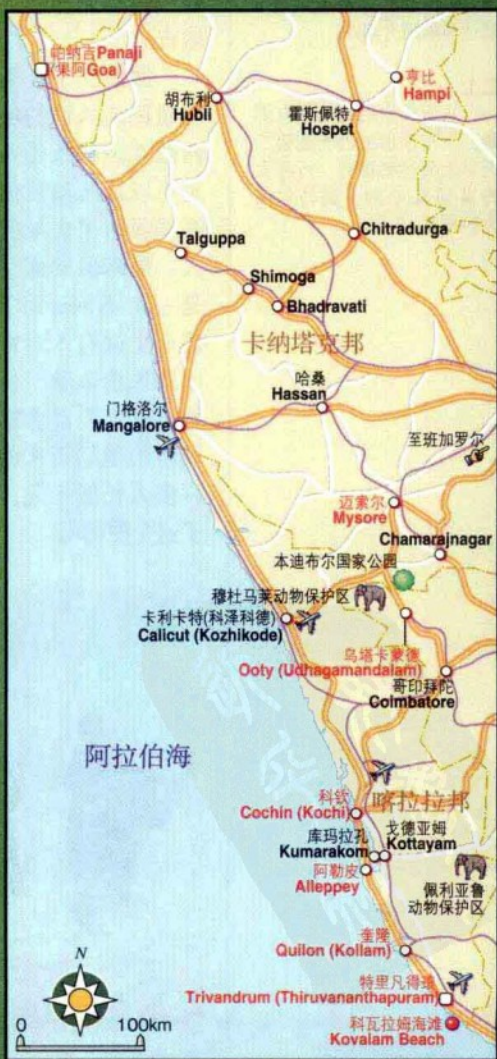 帕纳吉Panaji
(果阿Goa)
亨比
Hampi
胡布利
Hubli
霍斯佩特
Hospet
Chitradurga
Talguppa
Shimoga
Bhadravati
卡纳塔克邦
哈桑
Hassan
门格洛尔
Mangalore
至班加罗尔
迈索尔
Mysore
Chamarajnagar
本迪布尔国家公园
穆杜马莱动物保护区
卡利卡特(科泽科德)
Calicut (Kozhikode)
乌塔卡蒙德
Ooty (Udhagamandalam)
哥印拜陀
Coimbatore
阿拉伯海
科钦
Cochin (Kochi)
喀拉拉邦
库玛拉孔
Kumarakom
戈德亚姆
Kottayam
阿勒皮
Alleppey
佩利亚鲁
动物保护区
奎隆
Quilon (Kollam)
特里凡得琅
Trivandrum (Thiruvananthapuram)
科瓦拉姆海滩
Kovalam Beach
N
0 100km